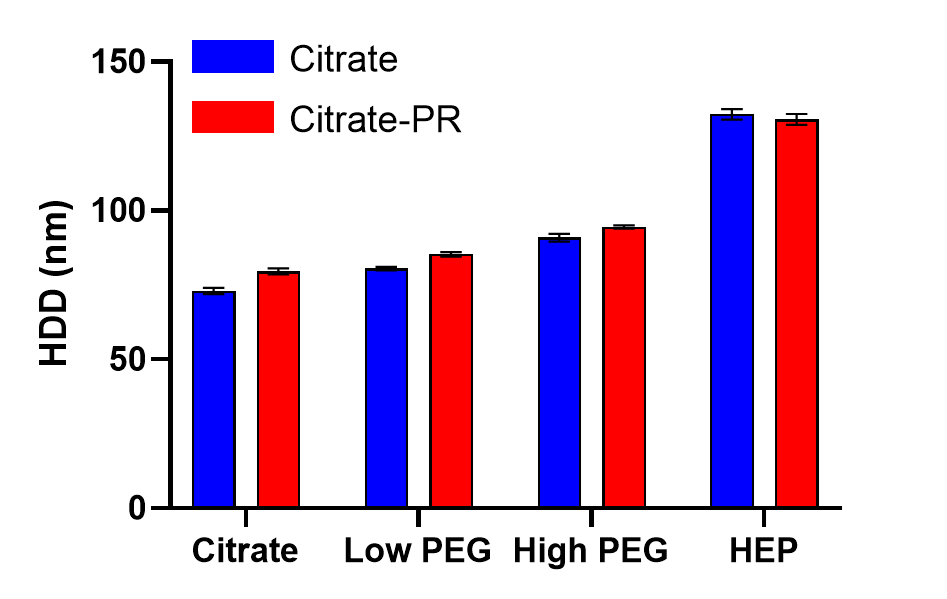 Citrate
Citrate-PR
150
100
50
0
HDD (nm)
Citrate Low PEG High PEG HEP